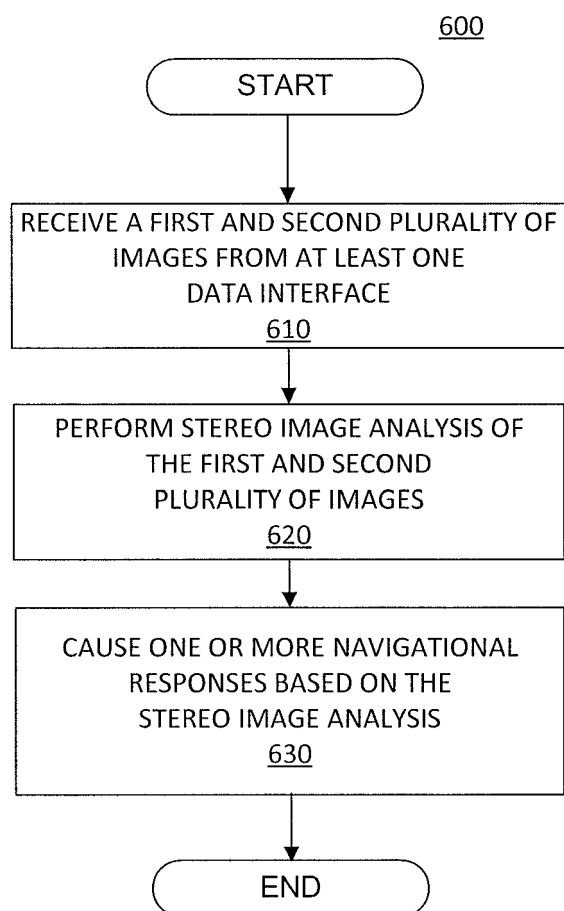 600
START
RECEIVE A FIRST AND SECOND PLURALITY OF
IMAGES FROM AT LEAST ONE
DATA INTERFACE
610
PERFORM STEREO IMAGE ANALYSIS OF
THE FIRST AND SECOND
PLURALITY OF IMAGES
620
CAUSE ONE OR MORE NAVIGATIONAL
RESPONSES BASED ON THE
STEREO IMAGE ANALYSIS
630
END